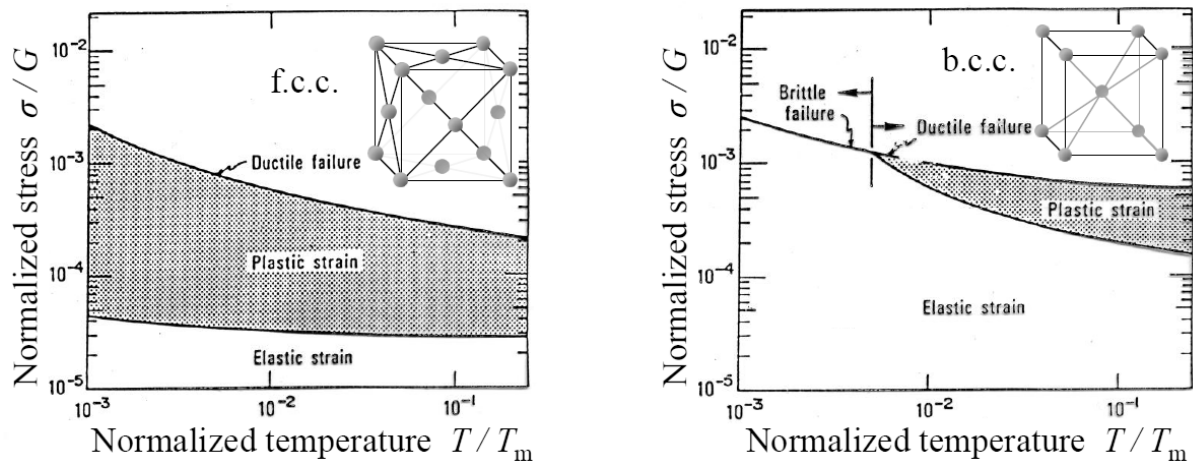 Normalized stress σ/G
10⁻²
10⁻³
10⁻⁴
10⁻⁵
f.c.c.
Ductile failure
Plastic strain
Elastic strain
10⁻³
10⁻²
10⁻¹
Normalized temperature T/Tₘ
Normalized stress σ/G
10⁻²
10⁻³
10⁻⁴
10⁻⁵
b.c.c.
Brittle
failure
Ductile failure
Plastic strain
Elastic strain
10⁻³
10⁻²
10⁻¹
Normalized temperature T/Tₘ